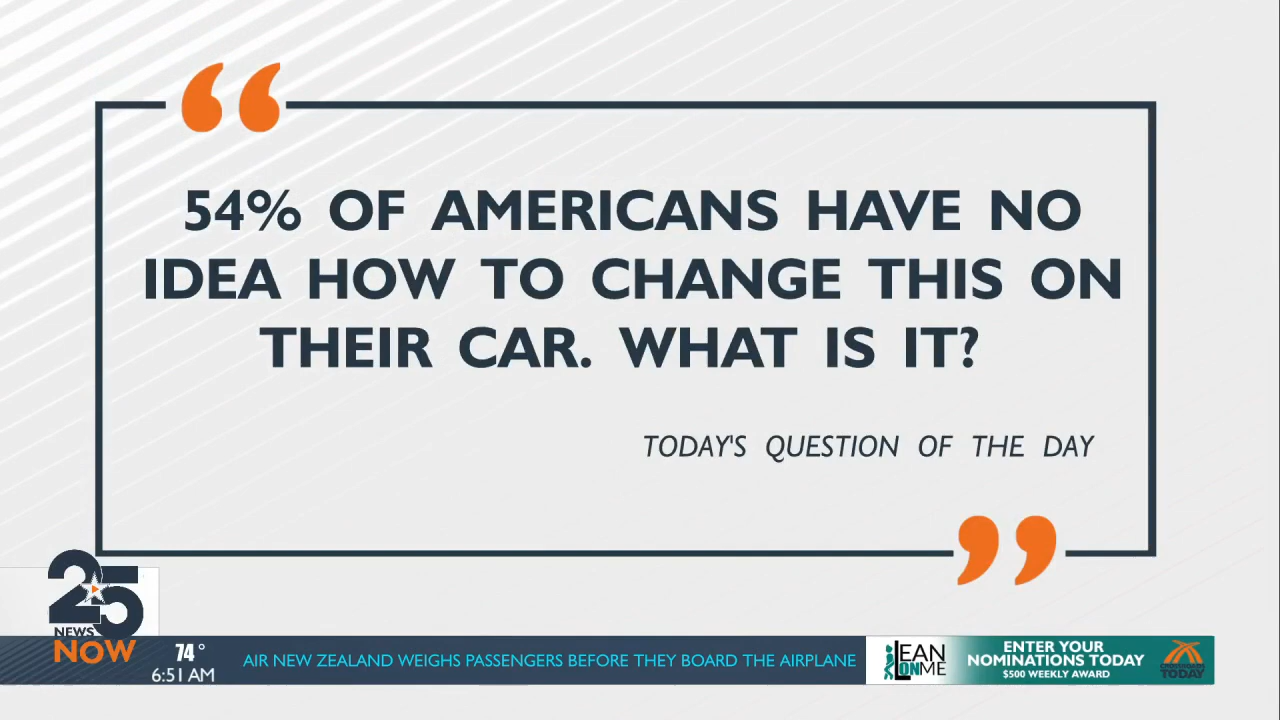 54% OF AMERICANS HAVE NO
IDEA HOW TO CHANGE THIS ON
THEIR CAR. WHAT IS IT?
TODAY'S QUESTION OF THE DAY
25
NEWS
NOW
74°
6:51 AM
AIR NEW ZEALAND WEIGHS PASSENGERS BEFORE THEY BOARD THE AIRPLANE
LEAN
ON ME
ENTER YOUR
NOMINATIONS TODAY
$500 WEEKLY AWARD
TODAY